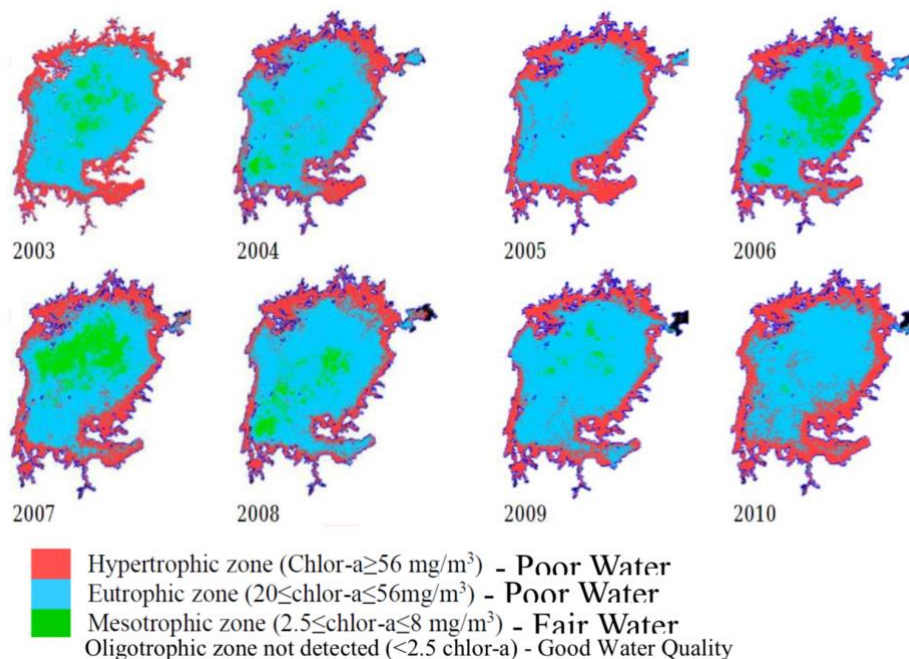 2003
2004
2005
2006
2007
2008
2009
2010
Hypertrophic zone (Chlor-a≥56 mg/m³) - Poor Water
Eutrophic zone (20≤chlor-a≤56mg/m³) - Poor Water
Mesotrophic zone (2.5≤chlor-a≤8 mg/m³) - Fair Water
Oligotrophic zone not detected (<2.5 chlor-a) - Good Water Quality